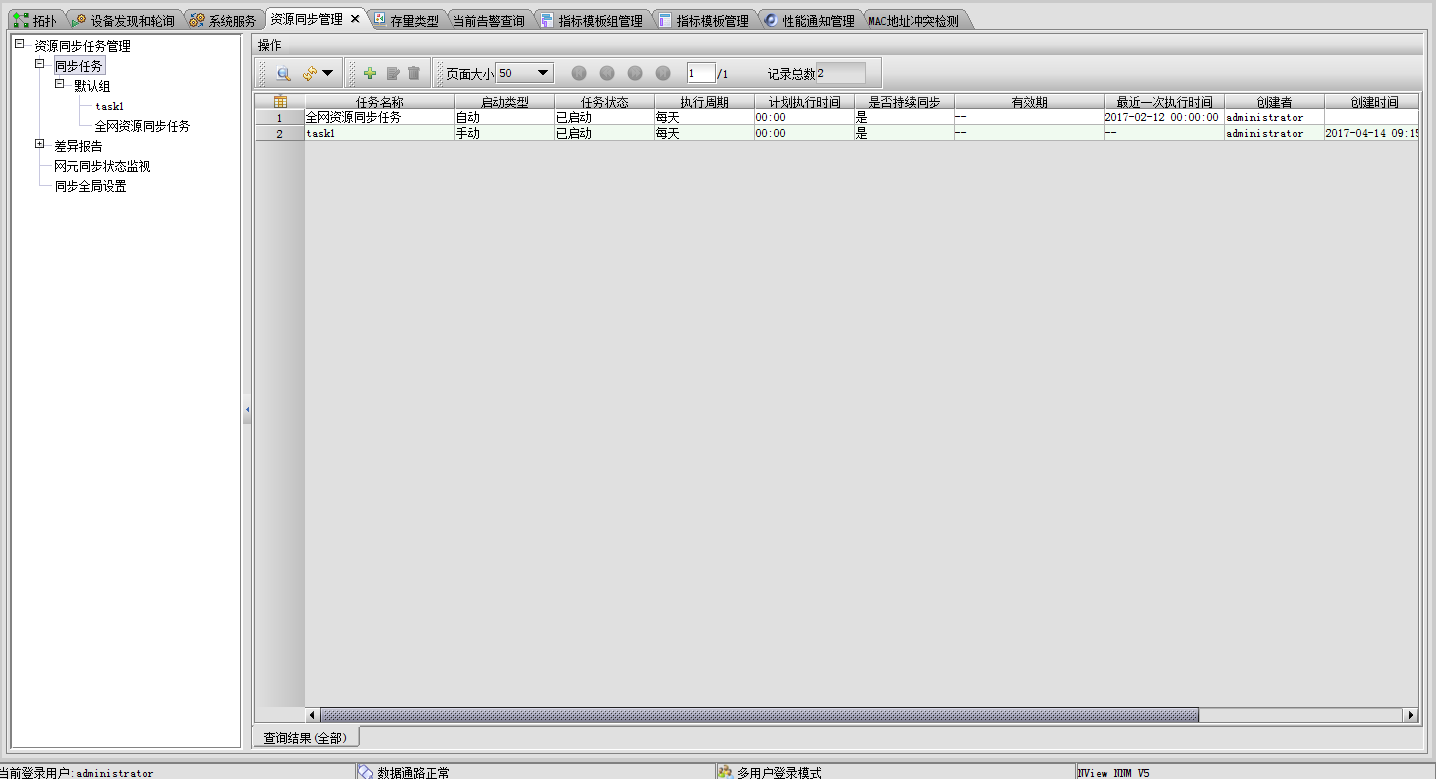 拓扑 设备发现和轮询 系统服务 资源同步管理 存量类型 当前告警查询 指标模板组管理 指标模板管理 性能通知管理 MAC地址冲突检测
资源同步任务管理
同步任务
默认组
task1
全网资源同步任务
差异报告
网元同步状态监视
同步全局设置
操作
页面大小 50 1 /1 记录总数 2
任务名称 启动类型 任务状态 执行周期 计划执行时间 是否持续同步 有效期 最近一次执行时间 创建者 创建时间
1 全网资源同步任务 自动 已启动 每天 00:00 是 -- 2017-02-12 00:00:00 administrator
2 task1 手动 已启动 每天 00:00 是 -- -- administrator 2017-04-14 09:15
查询结果(全部)
当前登录用户:administrator 数据通路正常 多用户登录模式 NView NNM V5